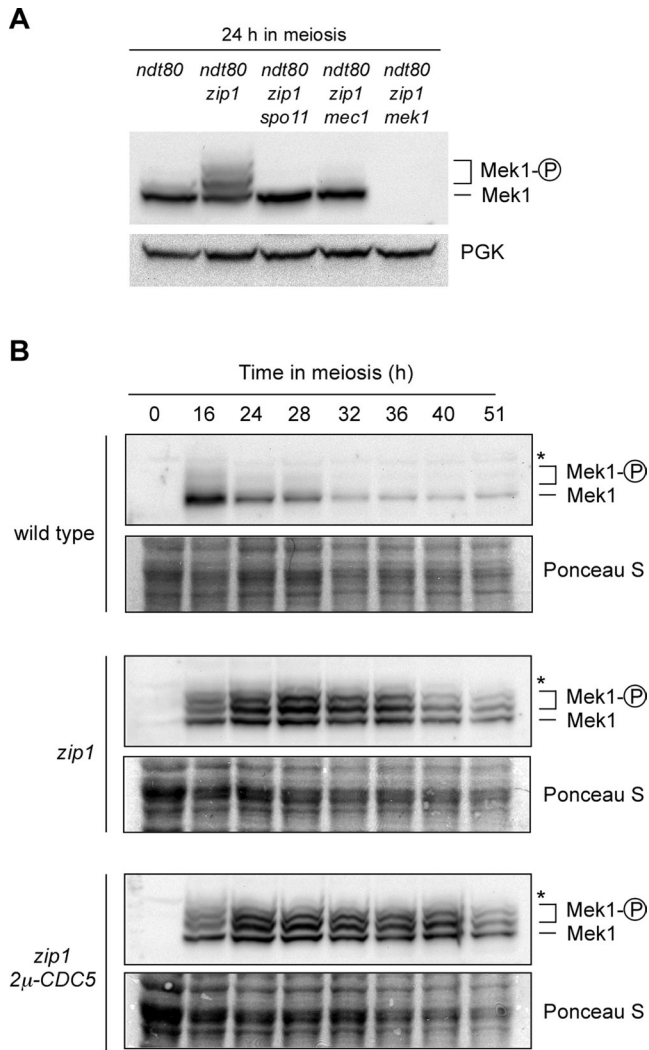 A
24 h in meiosis
ndt80 ndt80 ndt80 ndt80 ndt80
zip1 zip1 zip1 zip1
spo11 mec1 mek1
Mek1-Ⓟ
Mek1
PGK
B
Time in meiosis (h)
0 16 24 28 32 36 40 51
*
Mek1-Ⓟ
Mek1
wild type
Ponceau S
*
Mek1-Ⓟ
Mek1
zip1
Ponceau S
*
Mek1-Ⓟ
Mek1
zip1
2μ-CDC5
Ponceau S